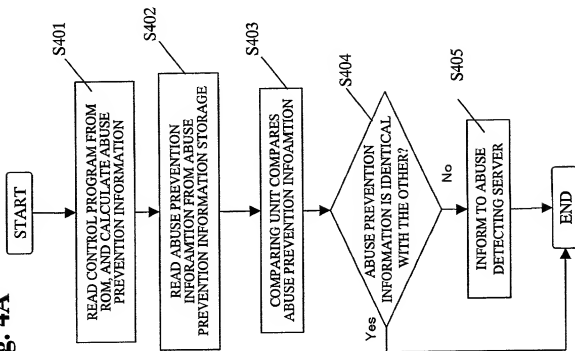 g. 4A
START
S401
READ CONTROL PROGRAM FROM
ROM, AND CALCULATE ABUSE
PREVENTION INFORMATION
S402
READ ABUSE PREVENTION
INFORAMTION FROM ABUSE
PREVENTION INFORMATION STORAGE
S403
COMPARING UNIT COMPARES
ABUSE PREVENTION INFOAMTION
S404
ABUSE PREVENTION
INFORMATION IS IDENTICAL
WITH THE OTHER?
Yes
No
S405
INFORM TO ABUSE
DETECTING SERVER
END